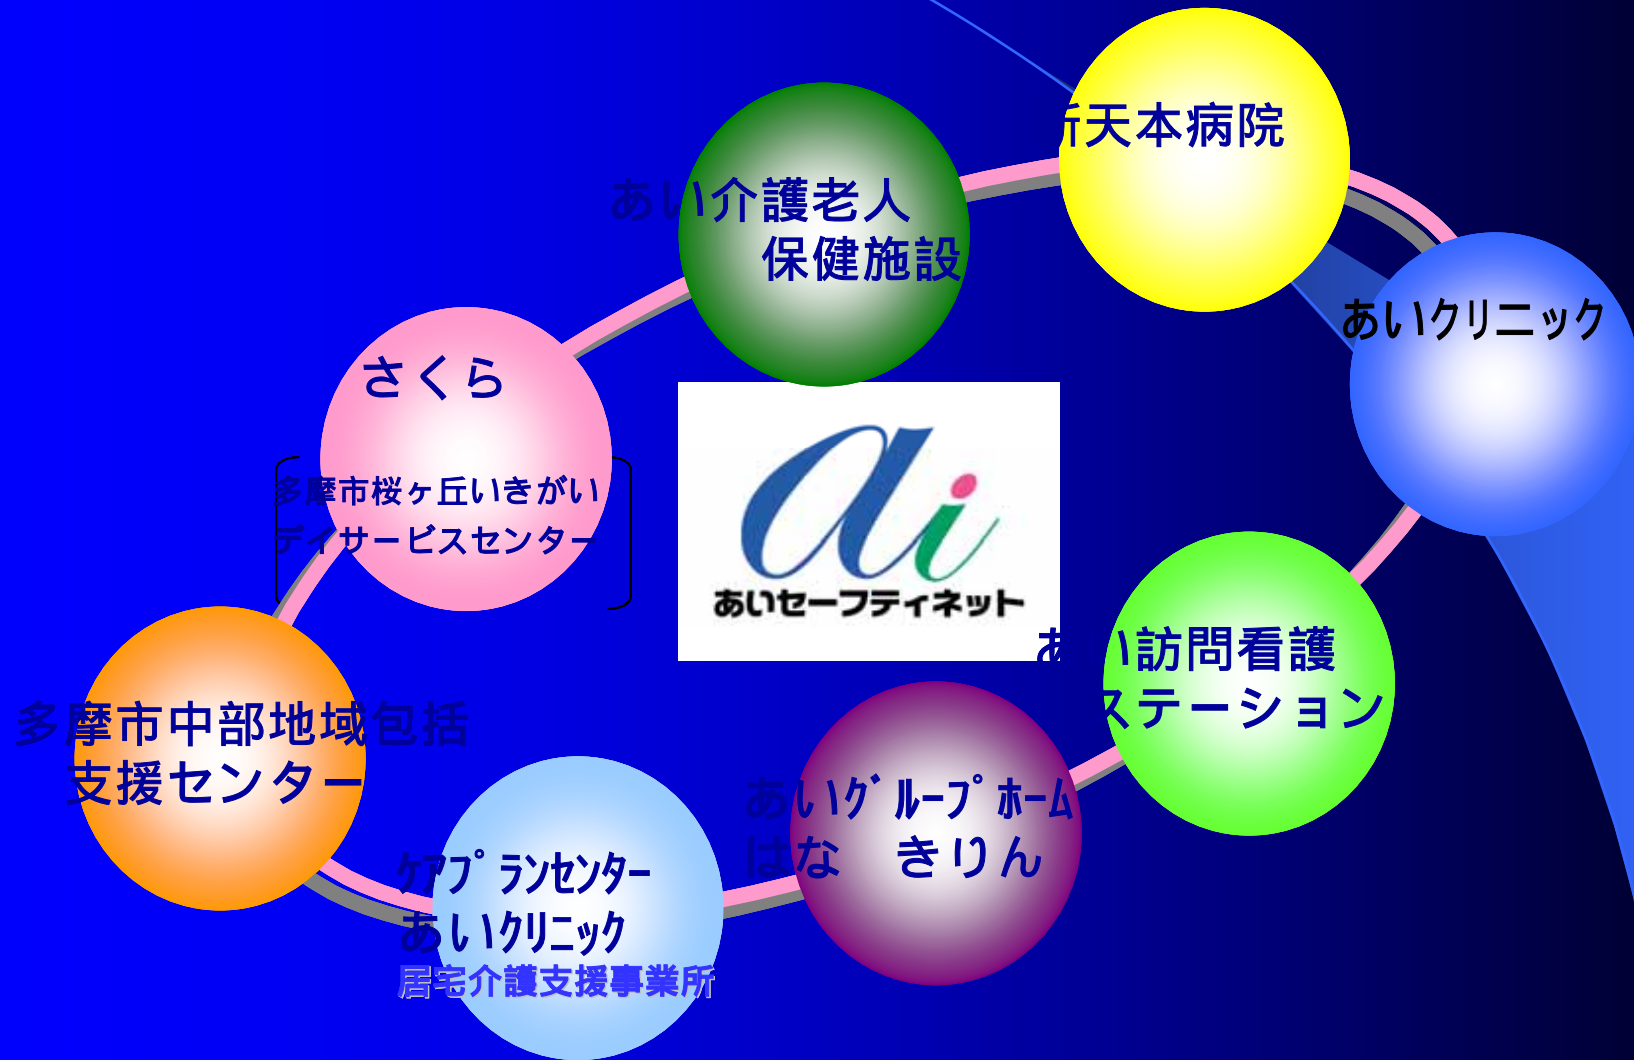 新天本病院
あい介護老人
保健施設
あいクリニック
さくら
多摩市桜ヶ丘いきがい
デイサービスセンター
ai
あいセーフティネット
あい訪問看護
ステーション
多摩市中部地域包括
支援センター
あいｸﾞﾙｰﾌﾟﾎｰﾑ
はな　きりん
ｹｱﾌﾟﾗﾝｾﾝﾀｰ
あいｸﾘﾆｯｸ
居宅介護支援事業所